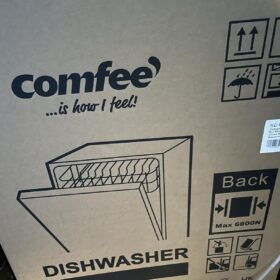 comfee'
...is how I feel!
Back
Max 6800N
DISHWASHER